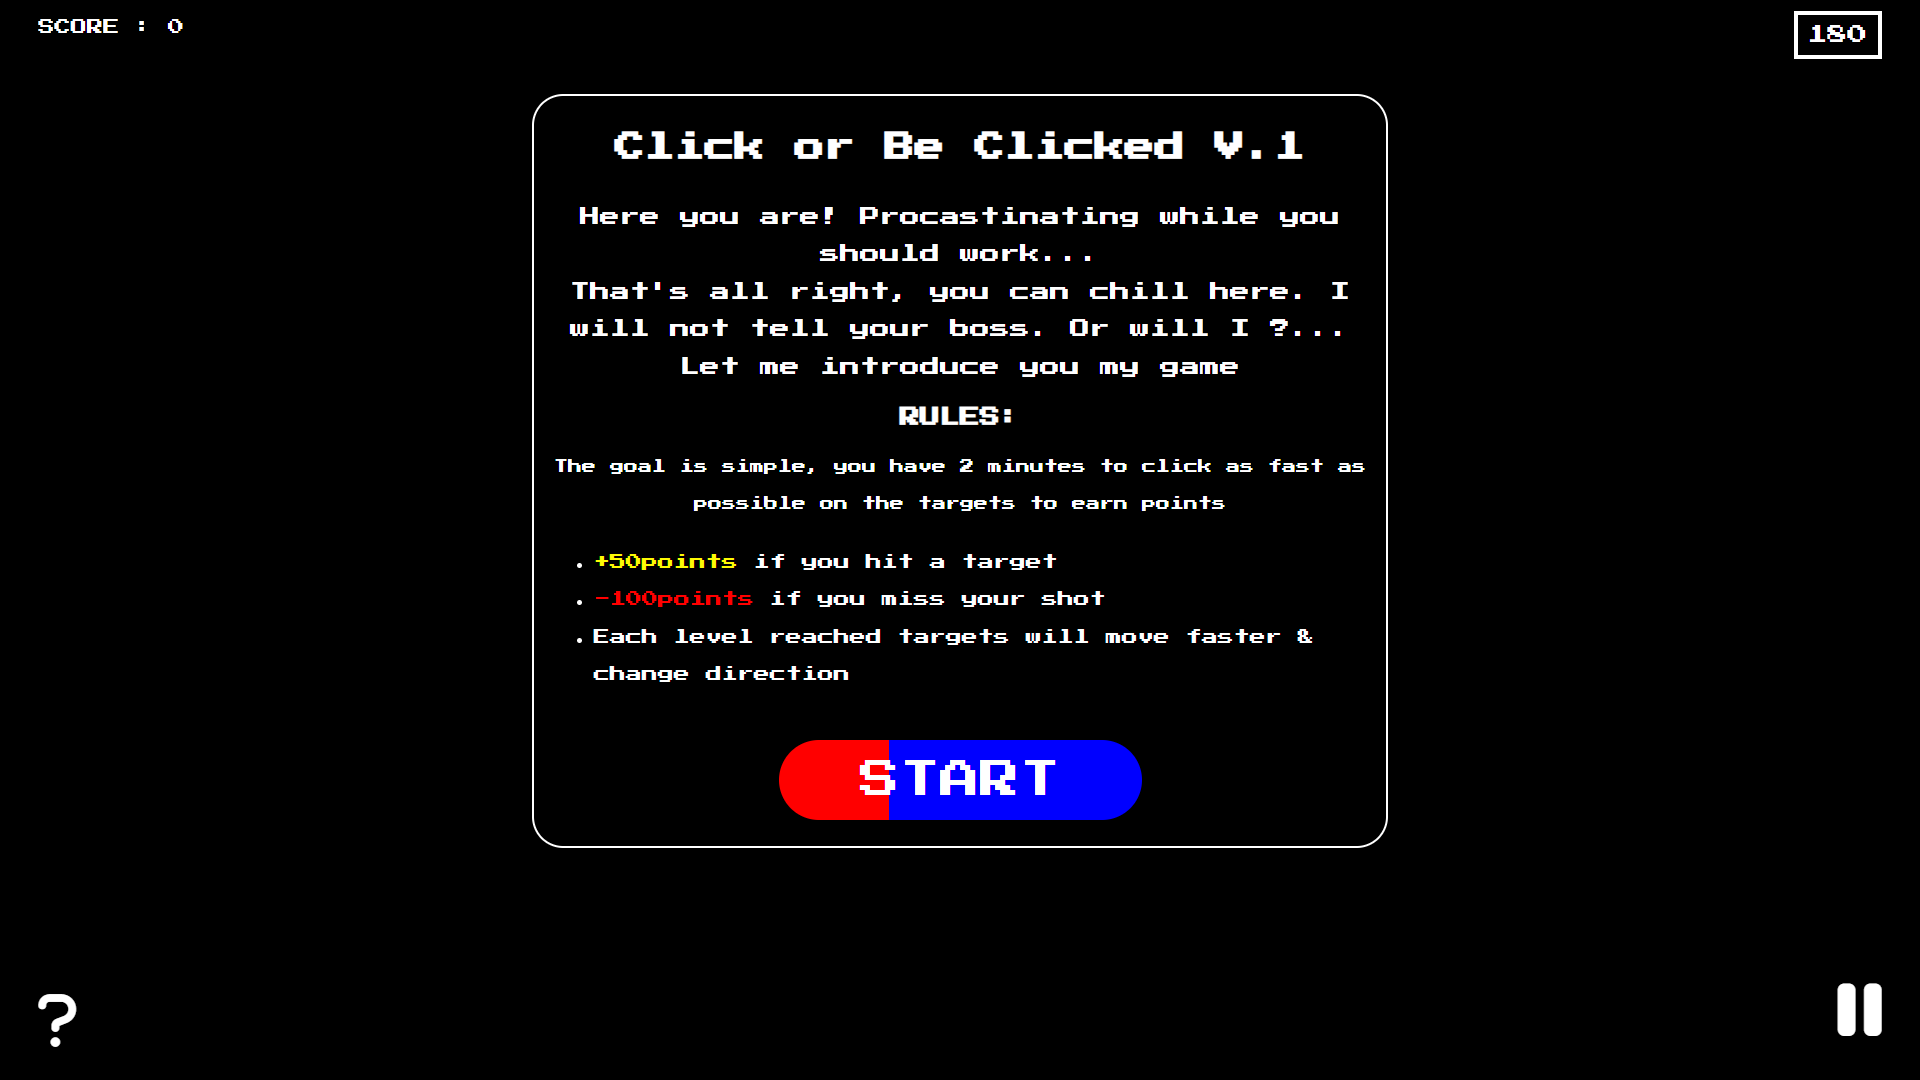 SCORE : 0
180
Click or Be Clicked V.1
Here you are! Procastinating while you
should work...
That's all right, you can chill here. I
will not tell your boss. Or will I ?...
Let me introduce you my game
RULES:
The goal is simple, you have 2 minutes to click as fast as
possible on the targets to earn points
• +50points if you hit a target
• -100points if you miss your shot
• Each level reached targets will move faster &
change direction
START
?